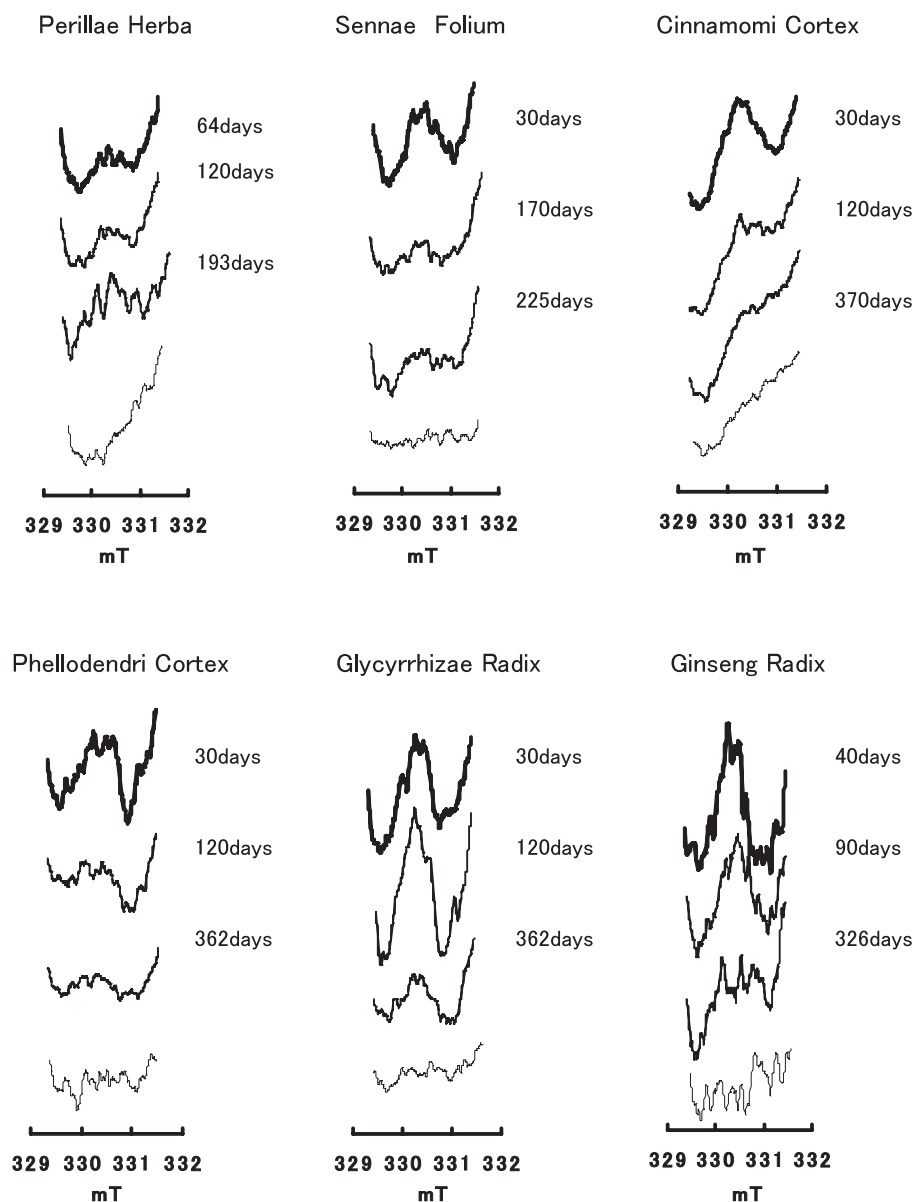 Perillae Herba
64days
120days
193days
329 330 331 332
mT
Sennae Folium
30days
170days
225days
329 330 331 332
mT
Cinnamomi Cortex
30days
120days
370days
329 330 331 332
mT
Phellodendri Cortex
30days
120days
362days
329 330 331 332
mT
Glycyrrhizae Radix
30days
120days
362days
329 330 331 332
mT
Ginseng Radix
40days
90days
326days
329 330 331 332
mT